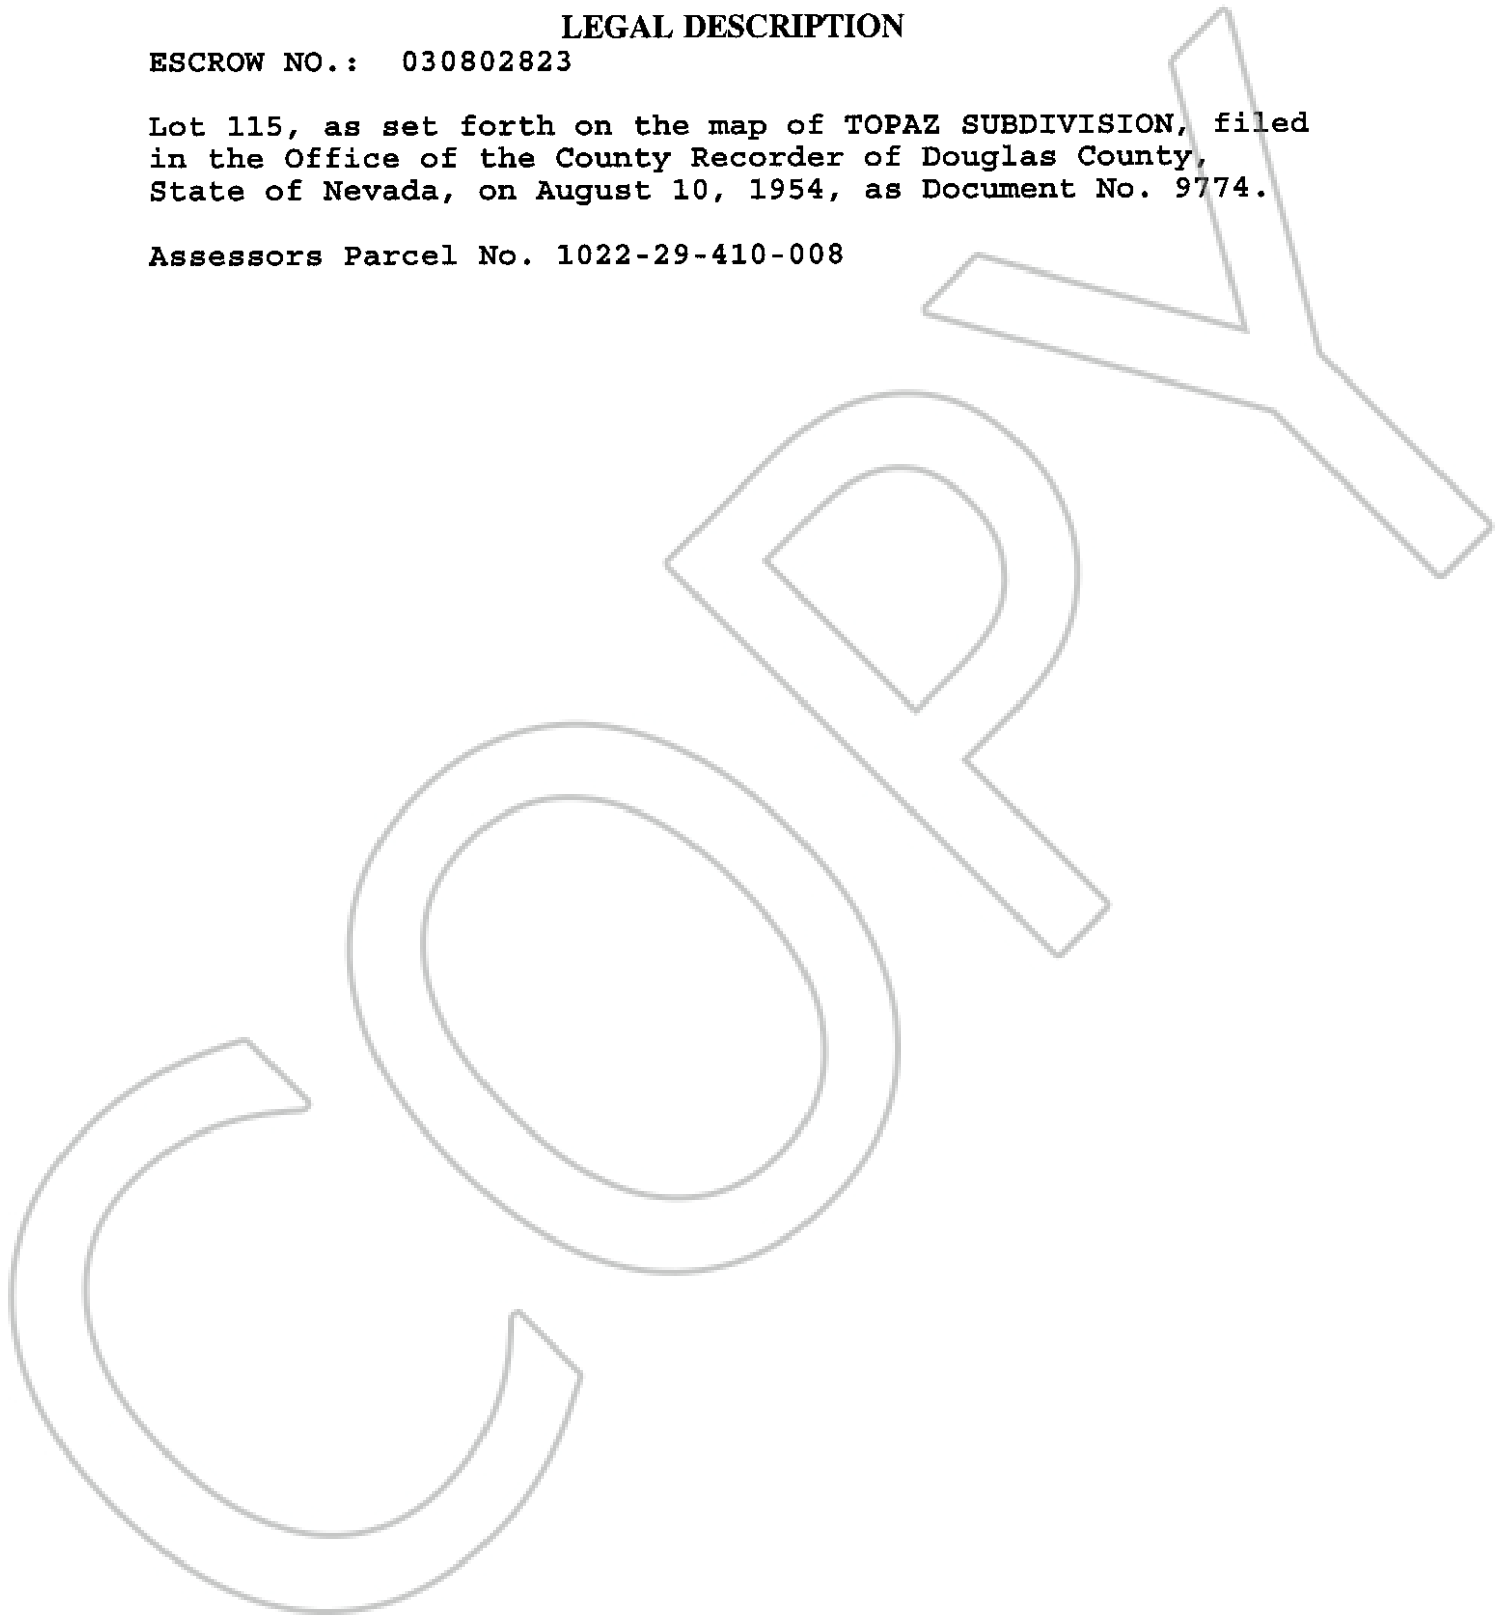 LEGAL DESCRIPTION
ESCROW NO.: 030802823
Lot 115, as set forth on the map of TOPAZ SUBDIVISION, filed
in the Office of the County Recorder of Douglas County,
State of Nevada, on August 10, 1954, as Document No. 9774.
Assessors Parcel No. 1022-29-410-008
COPY